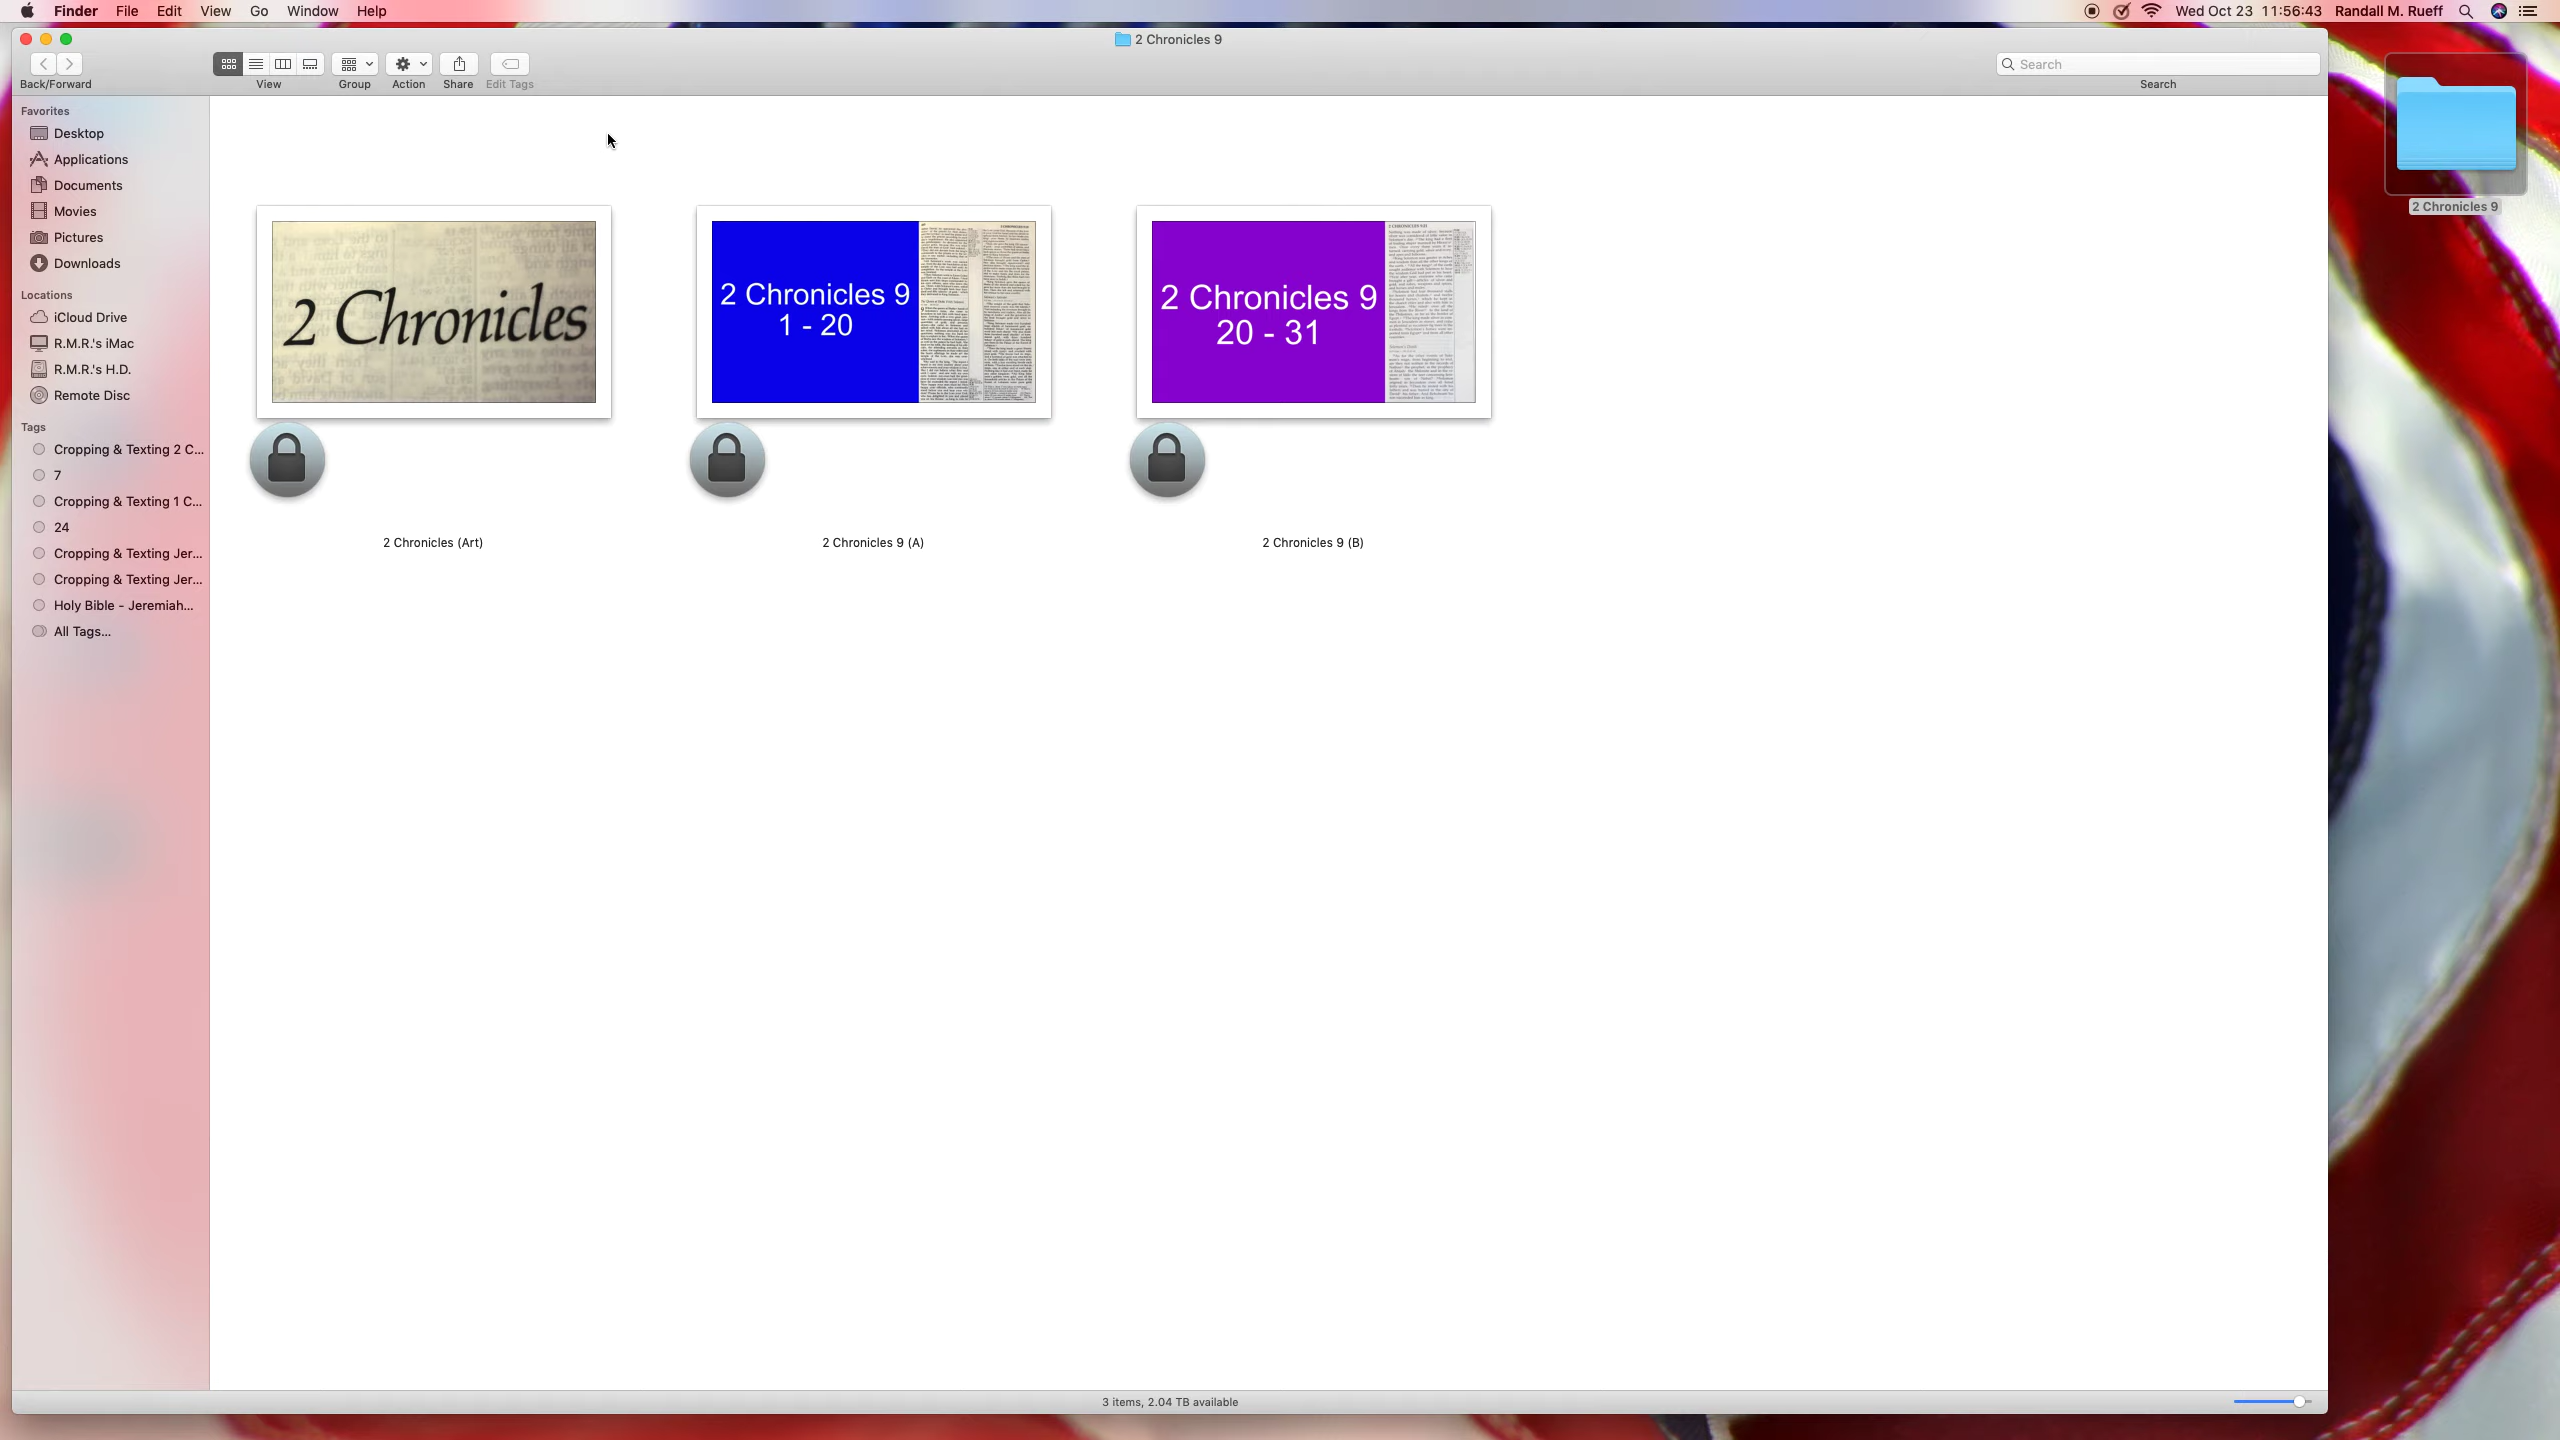 Finder File Edit View Go Window Help
Wed Oct 23 11:56:43 Randall M. Rueff
2 Chronicles 9
Back/Forward
View
Group
Action
Share
Edit Tags
Search
Search
Favorites
Desktop
Applications
Documents
Movies
Pictures
Downloads
Locations
iCloud Drive
R.M.R.'s iMac
R.M.R.'s H.D.
Remote Disc
Tags
Cropping & Texting 2 C...
7
Cropping & Texting 1 C...
24
Cropping & Texting Jer...
Cropping & Texting Jer...
Holy Bible - Jeremiah...
All Tags...
2 Chronicles
2 Chronicles (Art)
2 Chronicles 9
1 - 20
2 Chronicles 9 (A)
2 Chronicles 9
20 - 31
2 Chronicles 9 (B)
2 Chronicles 9
3 items, 2.04 TB available